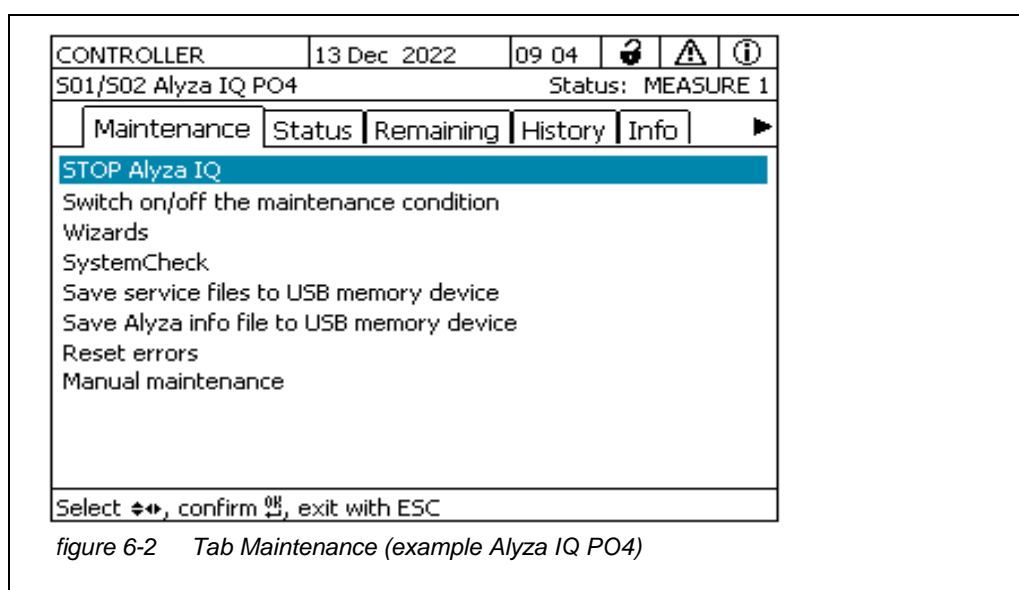 CONTROLLER 13 Dec 2022 09 04
S01/S02 Alyza IQ PO4 Status: MEASURE 1
Maintenance Status Remaining History Info
STOP Alyza IQ
Switch on/off the maintenance condition
Wizards
SystemCheck
Save service files to USB memory device
Save Alyza info file to USB memory device
Reset errors
Manual maintenance
Select, confirm OK, exit with ESC
figure 6-2 Tab Maintenance (example Alyza IQ PO4)